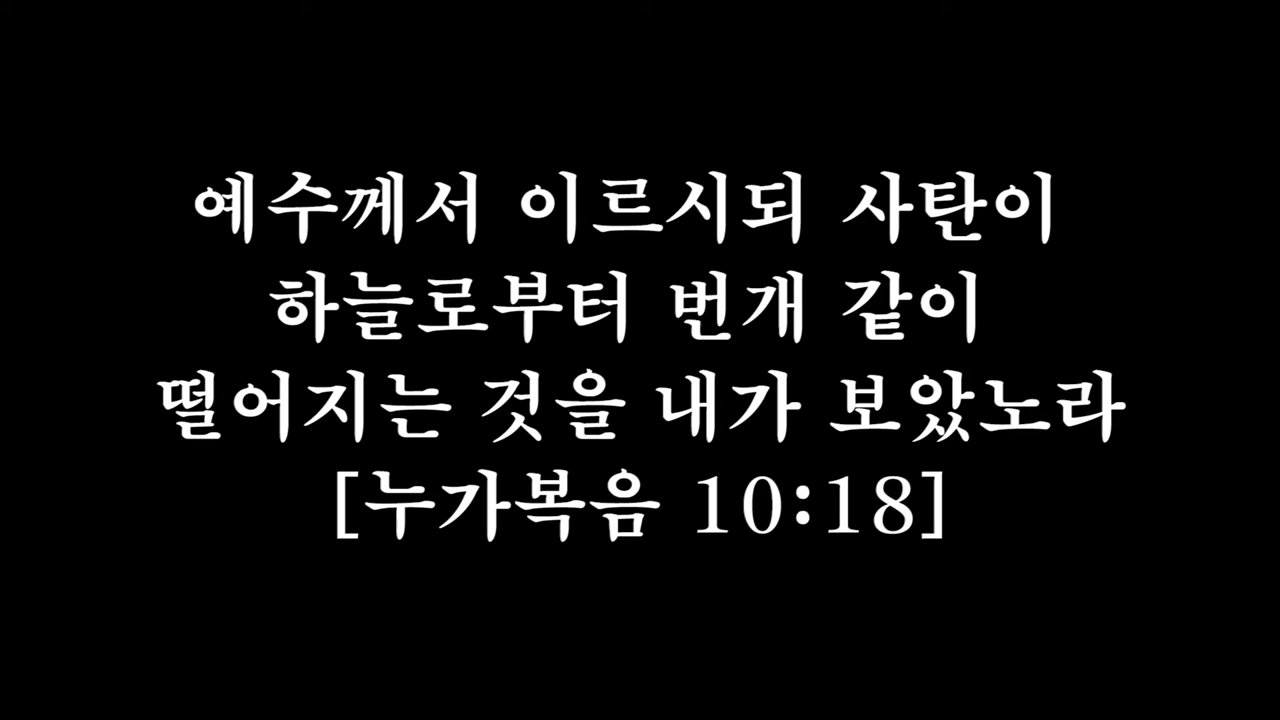 예수께서 이르시되 사탄이
하늘로부터 번개 같이
떨어지는 것을 내가 보았노라
[누가복음 10:18]